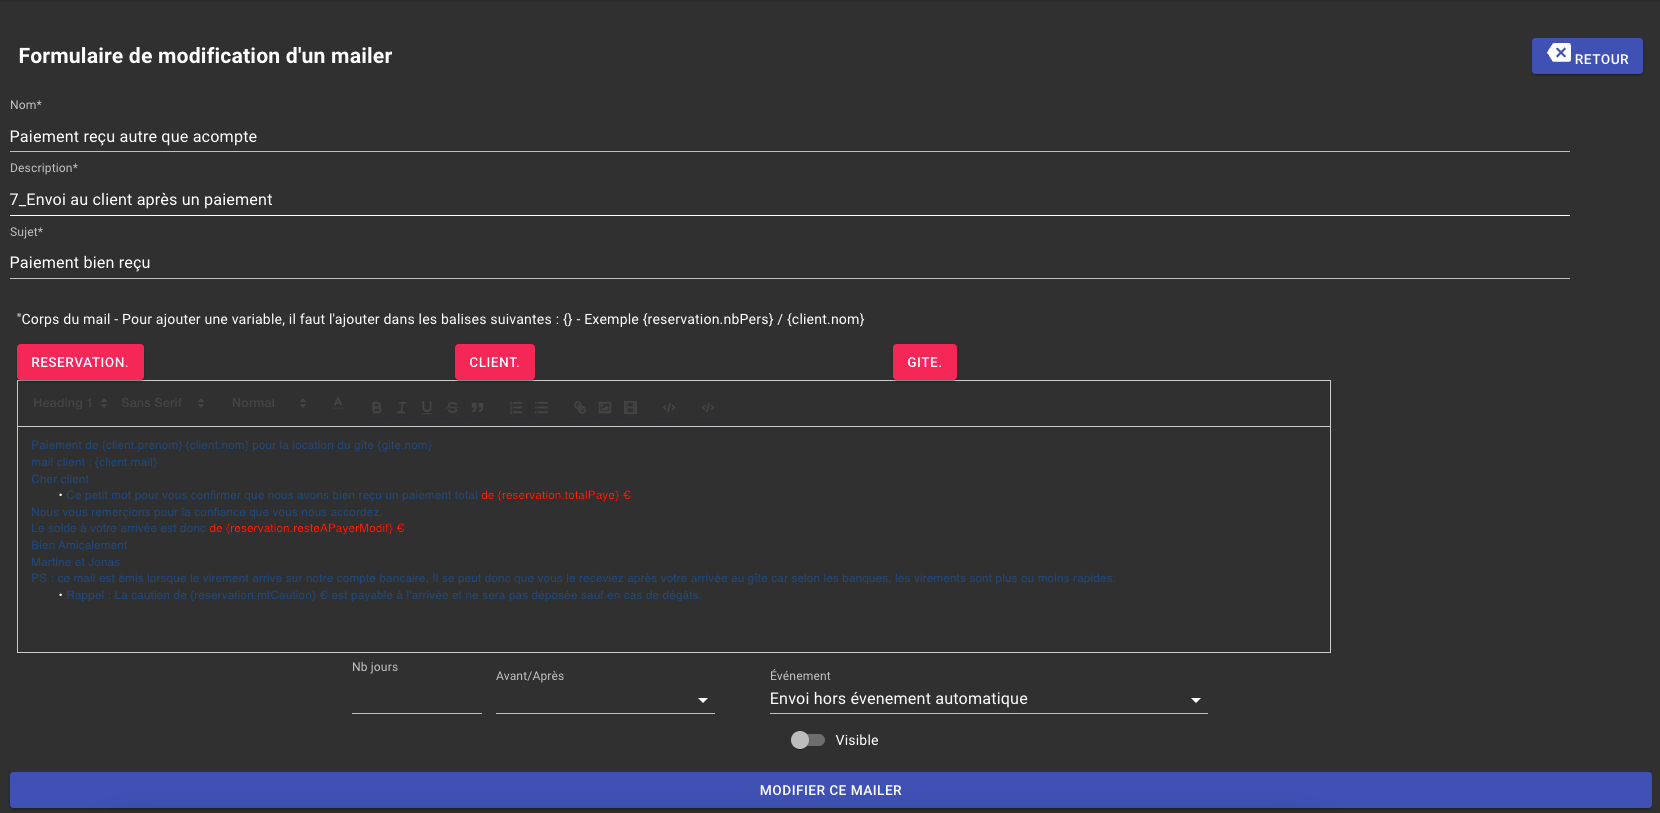 Formulaire de modification d'un mailer
RETOUR
Nom*
Paiement reçu autre que acompte
Description*
7_Envoi au client après un paiement
Sujet*
Paiement bien reçu
"Corps du mail - Pour ajouter une variable, il faut l'ajouter dans les balises suivantes : {} - Exemple {reservation.nbPers} / {client.nom}
RESERVATION. CLIENT. GITE.
Heading 1 Sans Serif Normal A B I U S
Paiement de {client.prenom} {client.nom} pour la location du gîte {gite.nom}
mail client : {client.mail}
Cher client
• Ce petit mot pour vous confirmer que nous avons bien reçu un paiement total de {reservation.totalPaye} €
Nous vous remerçions pour la confiance que vous nous accordez.
Le solde à votre arrivée est donc de {reservation.resteAPayerModif} €
Bien Amicalement
Martine et Jonas
PS : ce mail est émis lorsque le virement arrive sur notre compte bancaire. Il se peut donc que vous le receviez après votre arrivée au gîte car selon les banques, les virements sont plus ou moins rapides.
• Rappel : La caution de {reservation.mtCaution} € est payable à l'arrivée et ne sera pas déposée sauf en cas de dégâts.
Nb jours
Avant/Après
Événement
Envoi hors évenement automatique
Visible
MODIFIER CE MAILER